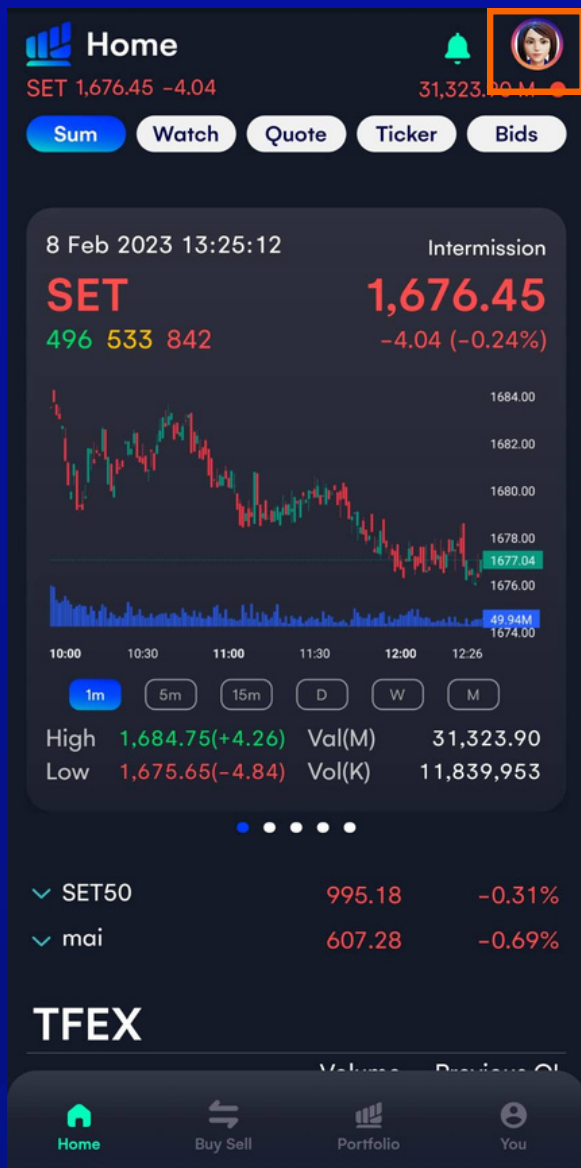 Home
SET 1,676.45 -4.04 31,323.90 M
Sum Watch Quote Ticker Bids
8 Feb 2023 13:25:12 Intermission
SET 1,676.45
496 533 842 -4.04 (-0.24%)
1684.00
1682.00
1680.00
1678.00
1677.04
1676.00
49.94M
1674.00
10:00 10:30 11:00 11:30 12:00 12:26
1m 5m 15m D W M
High 1,684.75(+4.26) Val(M) 31,323.90
Low 1,675.65(-4.84) Vol(K) 11,839,953
SET50 995.18 -0.31%
mai 607.28 -0.69%
TFEX
Volume Previous OI
Home Buy Sell Portfolio You